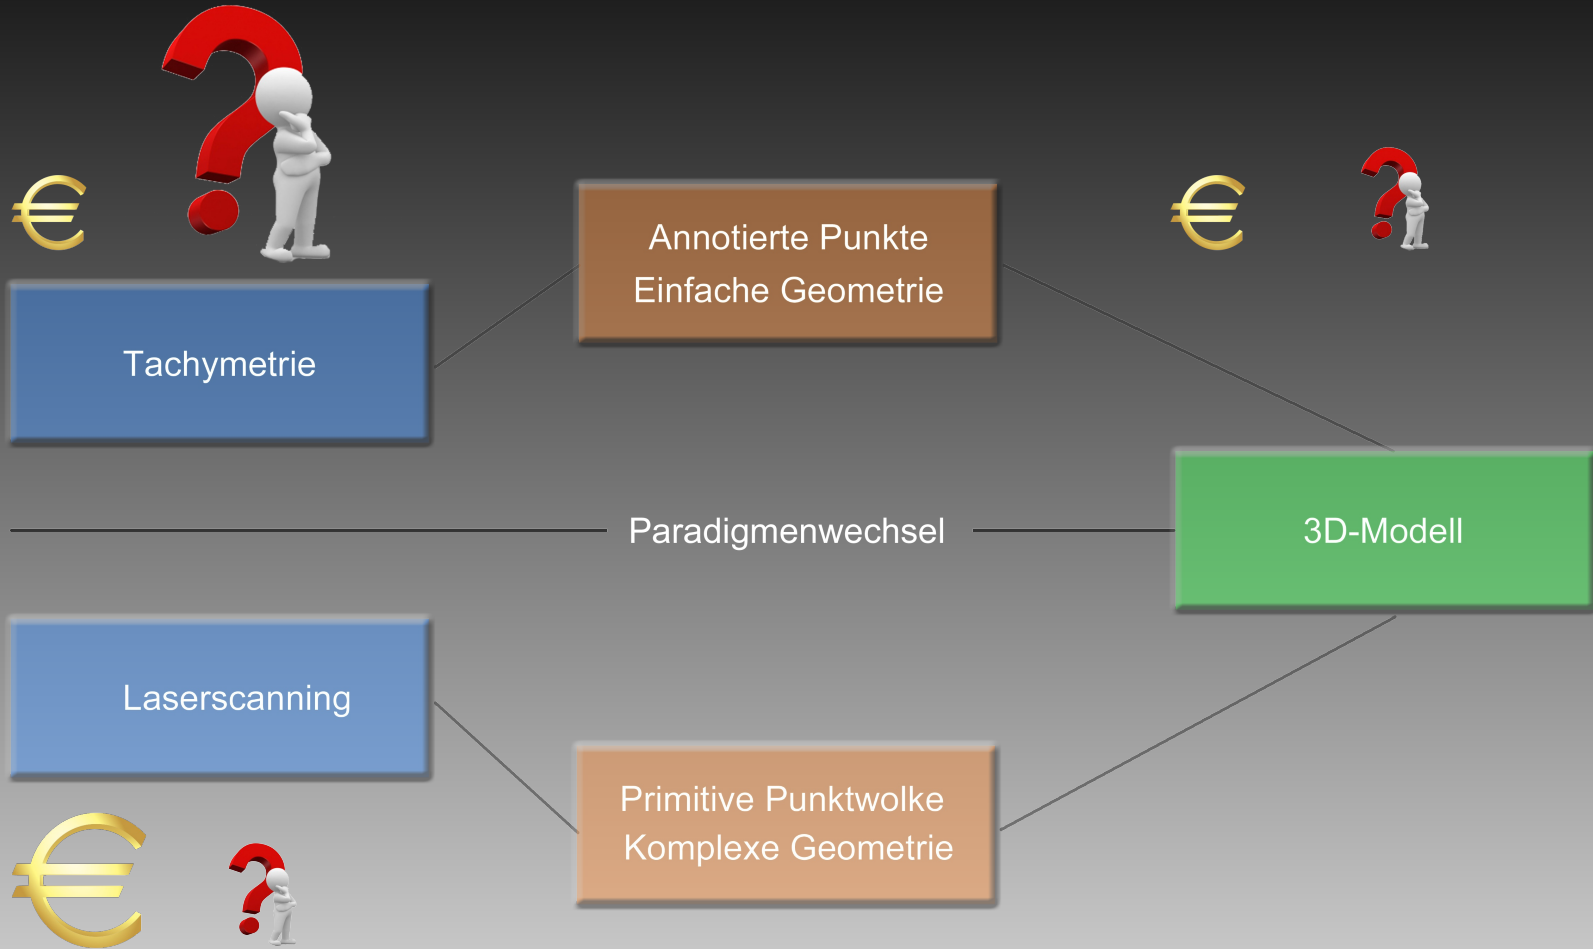 Annotierte Punkte
Einfache Geometrie
Tachymetrie
Paradigmenwechsel
3D-Modell
Laserscanning
Primitive Punktwolke
Komplexe Geometrie